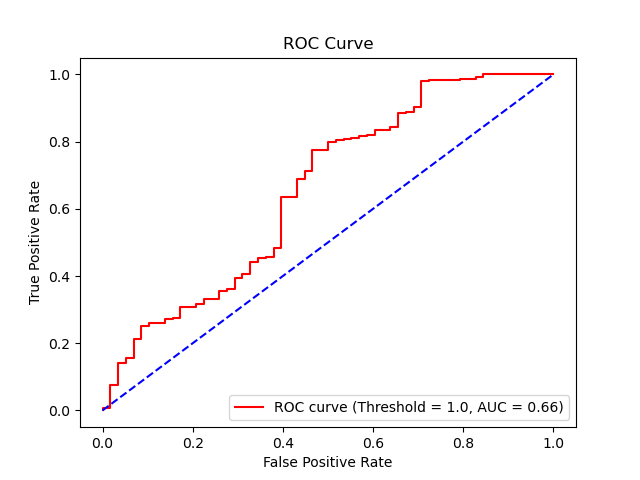 ROC Curve
1.0
0.8
0.6
0.4
0.2
0.0
True Positive Rate
ROC curve (Threshold = 1.0, AUC = 0.66)
0.0 0.2 0.4 0.6 0.8 1.0
False Positive Rate